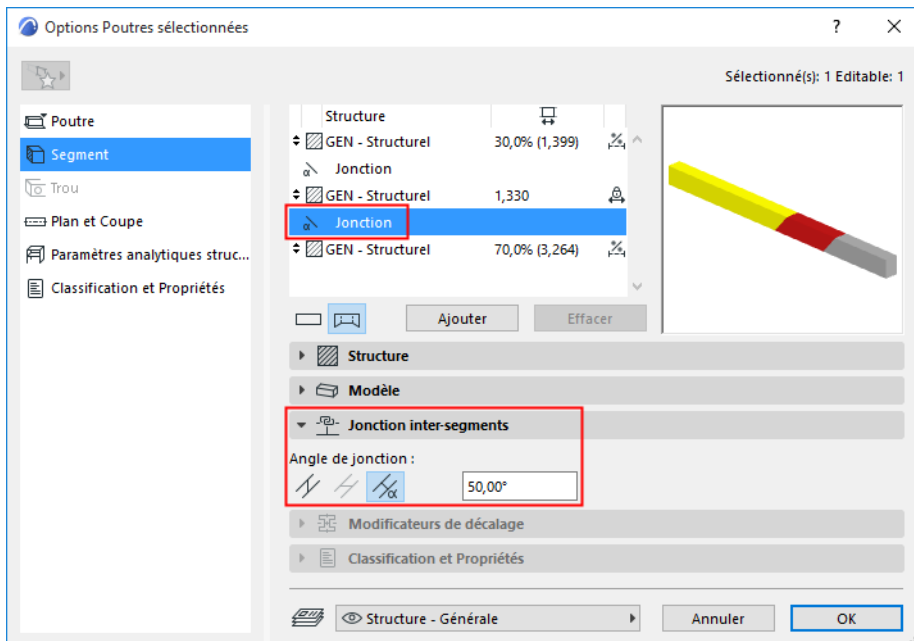 Options Poutres sélectionnées
Sélectionné(s): 1 Editable: 1
Poutre
Segment
Trou
Plan et Coupe
Paramètres analytiques struc...
Classification et Propriétés
Structure
GEN - Structurel 30,0% (1,399)
Jonction
GEN - Structurel 1,330
Jonction
GEN - Structurel 70,0% (3,264)
Ajouter
Effacer
Structure
Modèle
Jonction inter-segments
Angle de jonction :
50,00°
Modificateurs de décalage
Classification et Propriétés
Structure - Générale
Annuler
OK